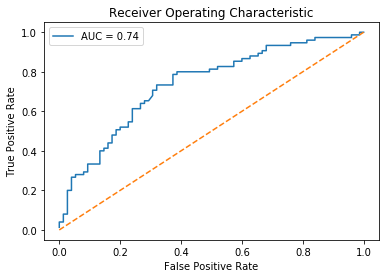 Receiver Operating Characteristic
AUC = 0.74
True Positive Rate
1.0
0.8
0.6
0.4
0.2
0.0
0.0 0.2 0.4 0.6 0.8 1.0
False Positive Rate